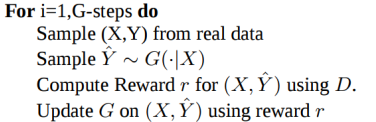 For i=1,G-steps do
Sample (X,Y) from real data
Sample Ŷ ~ G(·|X)
Compute Reward r for (X, Ŷ) using D.
Update G on (X, Ŷ) using reward r